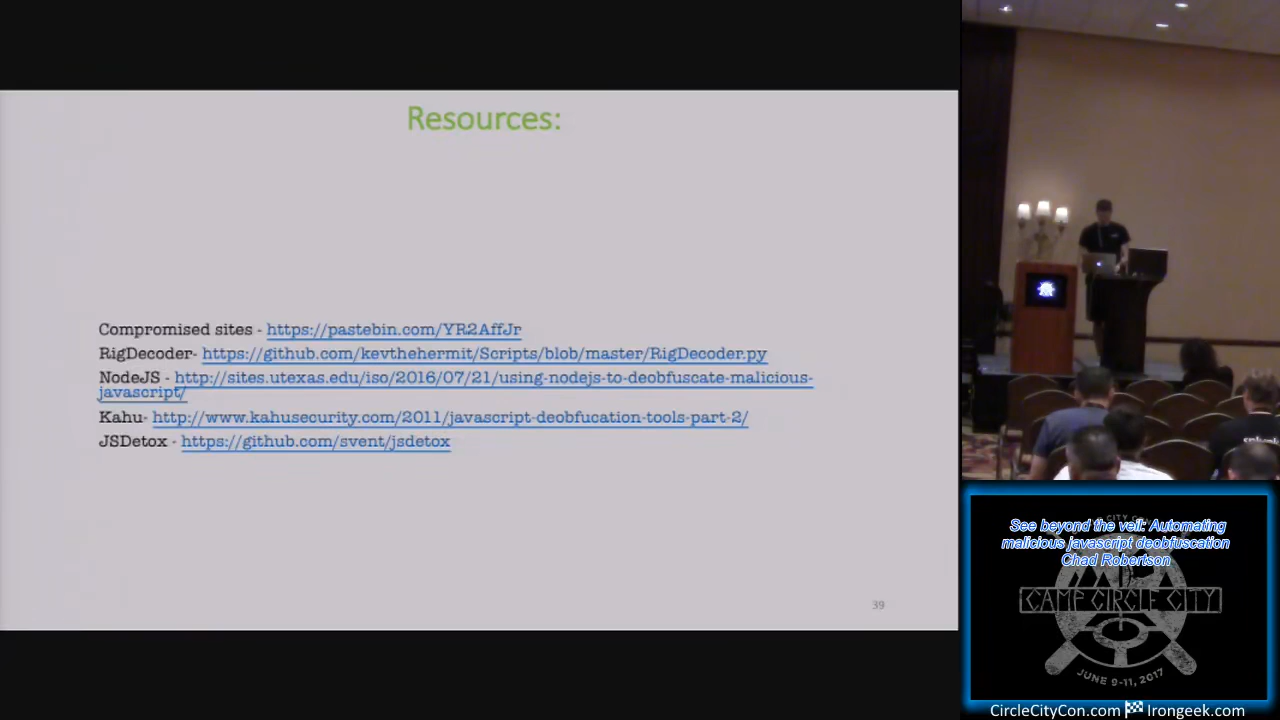 Resources:
Compromised sites - https://pastebin.com/YR2AffJr
RigDecoder- https://github.com/kevthehermit/Scripts/blob/master/RigDecoder.py
NodeJS - http://sites.utexas.edu/iso/2016/07/21/using-nodejs-to-deobfuscate-malicious-
javascript/
Kahu- http://www.kahusecurity.com/2011/javascript-deobfucation-tools-part-2/
JSDetox - https://github.com/svent/jsdetox
39
splunk
See beyond the veil: Automating
malicious javascript deobfuscation
Chad Robertson
CAMP CIRCLE CITY
JUNE 9-11, 2017
CircleCityCon.com Irongeek.com